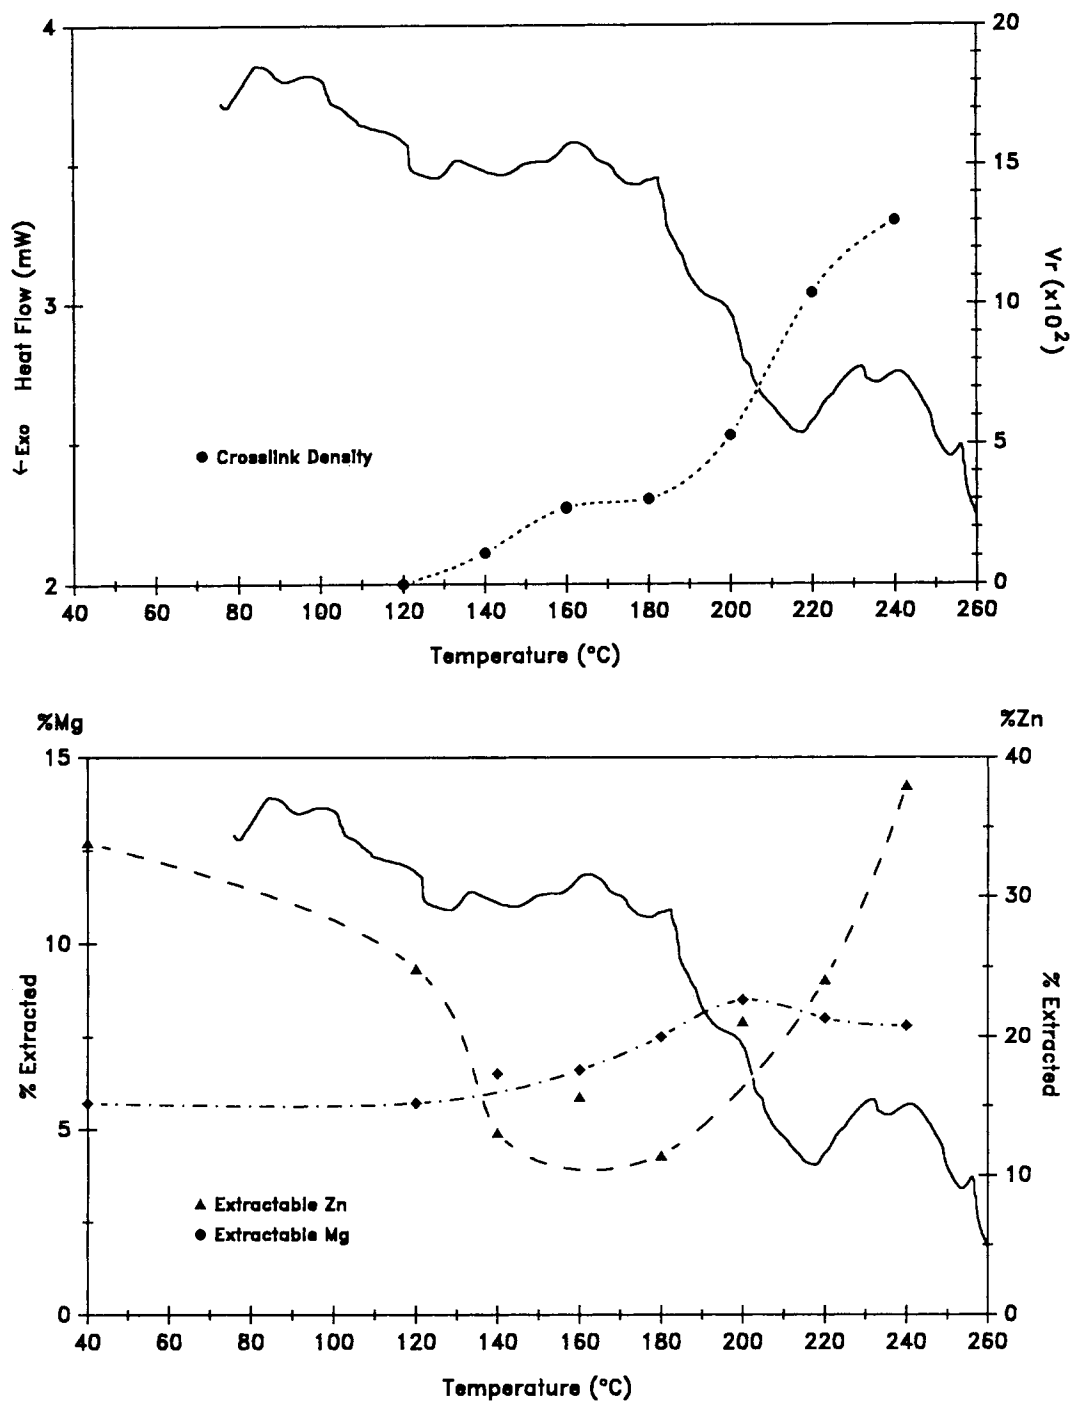 4
3
2
← Exo Heat Flow (mW)
20
15
10
5
0
Vr (x10²)
● Crosslink Density
40 60 80 100 120 140 160 180 200 220 240 260
Temperature (°C)
%Mg
%Zn
15
10
5
0
% Extracted
40
30
20
10
0
% Extracted
▲ Extractable Zn
● Extractable Mg
40 60 80 100 120 140 160 180 200 220 240 260
Temperature (°C)